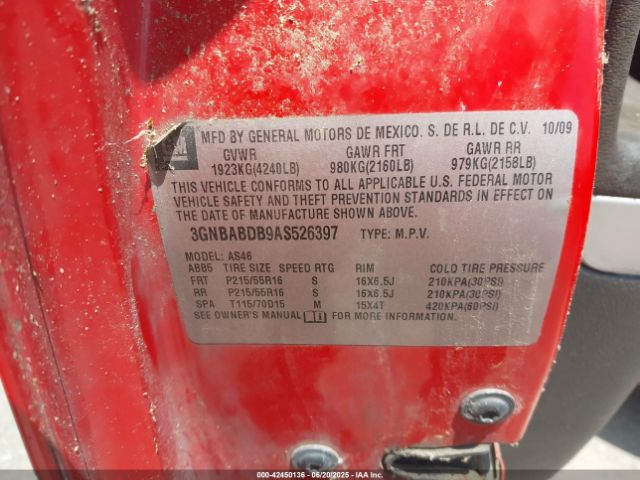 GM
MFD BY GENERAL MOTORS DE MEXICO, S. DE R.L. DE C.V. 10/09
GVWR GAWR FRT GAWR RR
1923KG(4240LB) 980KG(2160LB) 979KG(2158LB)
THIS VEHICLE CONFORMS TO ALL APPLICABLE U.S. FEDERAL MOTOR
VEHICLE SAFETY AND THEFT PREVENTION STANDARDS IN EFFECT ON
THE DATE OF MANUFACTURE SHOWN ABOVE.
3GNBABDB9AS526397 TYPE: M.P.V.
MODEL: AS46
ABB5 TIRE SIZE SPEED RTG RIM COLD TIRE PRESSURE
FRT P215/55R16 S 16X6.5J 210KPA(30PSI)
RR P215/55R16 S 16X6.5J 210KPA(30PSI)
SPA T115/70D15 M 15X4T 420KPA(60PSI)
SEE OWNER'S MANUAL FOR MORE INFORMATION
000-42450136 - 06/20/2025 - IAAI.COM